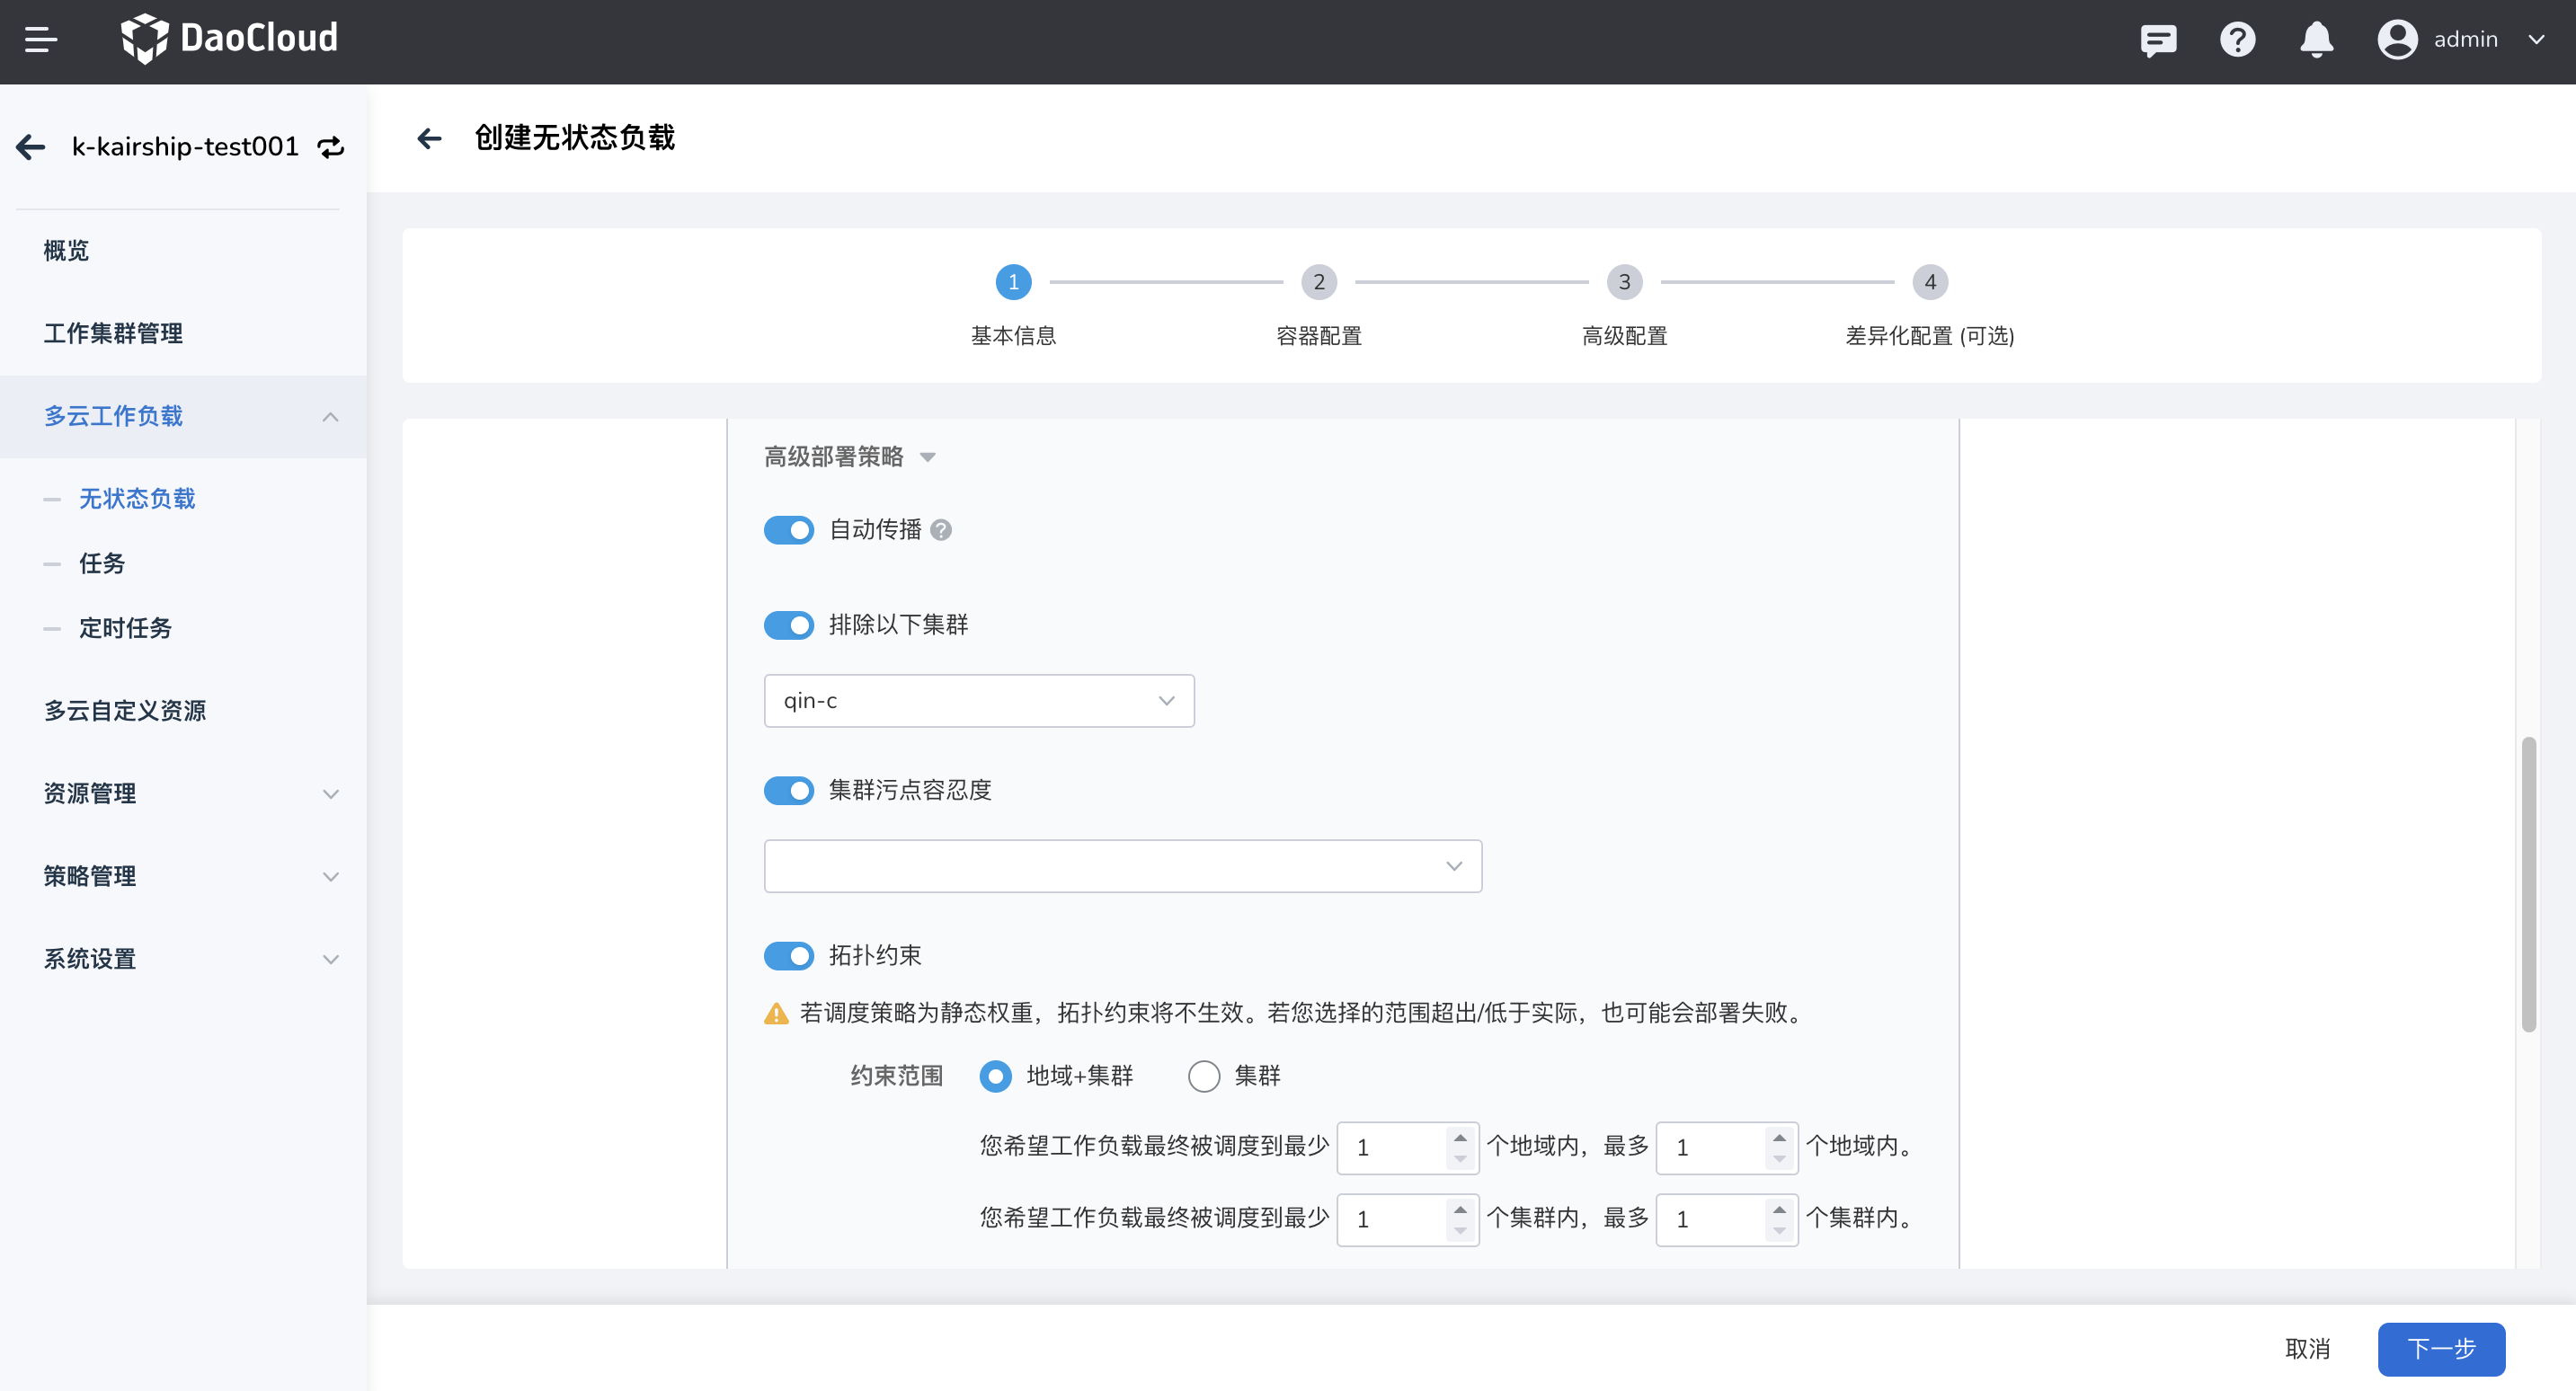 DaoCloud
admin
k-kairship-test001
概览
工作集群管理
多云工作负载
无状态负载
任务
定时任务
多云自定义资源
资源管理
策略管理
系统设置
创建无状态负载
1
2
3
4
基本信息
容器配置
高级配置
差异化配置 (可选)
高级部署策略
自动传播
排除以下集群
qin-c
集群污点容忍度
拓扑约束
若调度策略为静态权重，拓扑约束将不生效。若您选择的范围超出/低于实际，也可能会部署失败。
约束范围 地域+集群 集群
您希望工作负载最终被调度到最少 1 个地域内，最多 1 个地域内。
您希望工作负载最终被调度到最少 1 个集群内，最多 1 个集群内。
取消 下一步